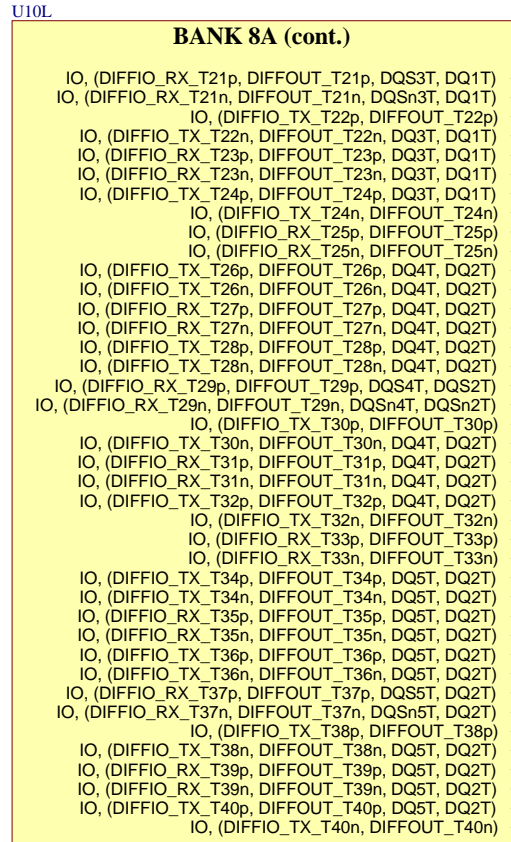 U10L
BANK 8A (cont.)
IO, (DIFFIO_RX_T21p, DIFFOUT_T21p, DQS3T, DQ1T)
IO, (DIFFIO_RX_T21n, DIFFOUT_T21n, DQSn3T, DQ1T)
IO, (DIFFIO_TX_T22p, DIFFOUT_T22p)
IO, (DIFFIO_TX_T22n, DIFFOUT_T22n, DQ3T, DQ1T)
IO, (DIFFIO_RX_T23p, DIFFOUT_T23p, DQ3T, DQ1T)
IO, (DIFFIO_RX_T23n, DIFFOUT_T23n, DQ3T, DQ1T)
IO, (DIFFIO_TX_T24p, DIFFOUT_T24p, DQ3T, DQ1T)
IO, (DIFFIO_TX_T24n, DIFFOUT_T24n)
IO, (DIFFIO_RX_T25p, DIFFOUT_T25p)
IO, (DIFFIO_RX_T25n, DIFFOUT_T25n)
IO, (DIFFIO_TX_T26p, DIFFOUT_T26p, DQ4T, DQ2T)
IO, (DIFFIO_TX_T26n, DIFFOUT_T26n, DQ4T, DQ2T)
IO, (DIFFIO_RX_T27p, DIFFOUT_T27p, DQ4T, DQ2T)
IO, (DIFFIO_RX_T27n, DIFFOUT_T27n, DQ4T, DQ2T)
IO, (DIFFIO_TX_T28p, DIFFOUT_T28p, DQ4T, DQ2T)
IO, (DIFFIO_TX_T28n, DIFFOUT_T28n, DQ4T, DQ2T)
IO, (DIFFIO_RX_T29p, DIFFOUT_T29p, DQS4T, DQS2T)
IO, (DIFFIO_RX_T29n, DIFFOUT_T29n, DQSn4T, DQSn2T)
IO, (DIFFIO_TX_T30p, DIFFOUT_T30p)
IO, (DIFFIO_TX_T30n, DIFFOUT_T30n, DQ4T, DQ2T)
IO, (DIFFIO_RX_T31p, DIFFOUT_T31p, DQ4T, DQ2T)
IO, (DIFFIO_RX_T31n, DIFFOUT_T31n, DQ4T, DQ2T)
IO, (DIFFIO_TX_T32p, DIFFOUT_T32p, DQ4T, DQ2T)
IO, (DIFFIO_TX_T32n, DIFFOUT_T32n)
IO, (DIFFIO_RX_T33p, DIFFOUT_T33p)
IO, (DIFFIO_RX_T33n, DIFFOUT_T33n)
IO, (DIFFIO_TX_T34p, DIFFOUT_T34p, DQ5T, DQ2T)
IO, (DIFFIO_TX_T34n, DIFFOUT_T34n, DQ5T, DQ2T)
IO, (DIFFIO_RX_T35p, DIFFOUT_T35p, DQ5T, DQ2T)
IO, (DIFFIO_RX_T35n, DIFFOUT_T35n, DQ5T, DQ2T)
IO, (DIFFIO_TX_T36p, DIFFOUT_T36p, DQ5T, DQ2T)
IO, (DIFFIO_TX_T36n, DIFFOUT_T36n, DQ5T, DQ2T)
IO, (DIFFIO_RX_T37p, DIFFOUT_T37p, DQS5T, DQ2T)
IO, (DIFFIO_RX_T37n, DIFFOUT_T37n, DQSn5T, DQ2T)
IO, (DIFFIO_TX_T38p, DIFFOUT_T38p)
IO, (DIFFIO_TX_T38n, DIFFOUT_T38n, DQ5T, DQ2T)
IO, (DIFFIO_RX_T39p, DIFFOUT_T39p, DQ5T, DQ2T)
IO, (DIFFIO_RX_T39n, DIFFOUT_T39n, DQ5T, DQ2T)
IO, (DIFFIO_TX_T40p, DIFFOUT_T40p, DQ5T, DQ2T)
IO, (DIFFIO_TX_T40n, DIFFOUT_T40n)